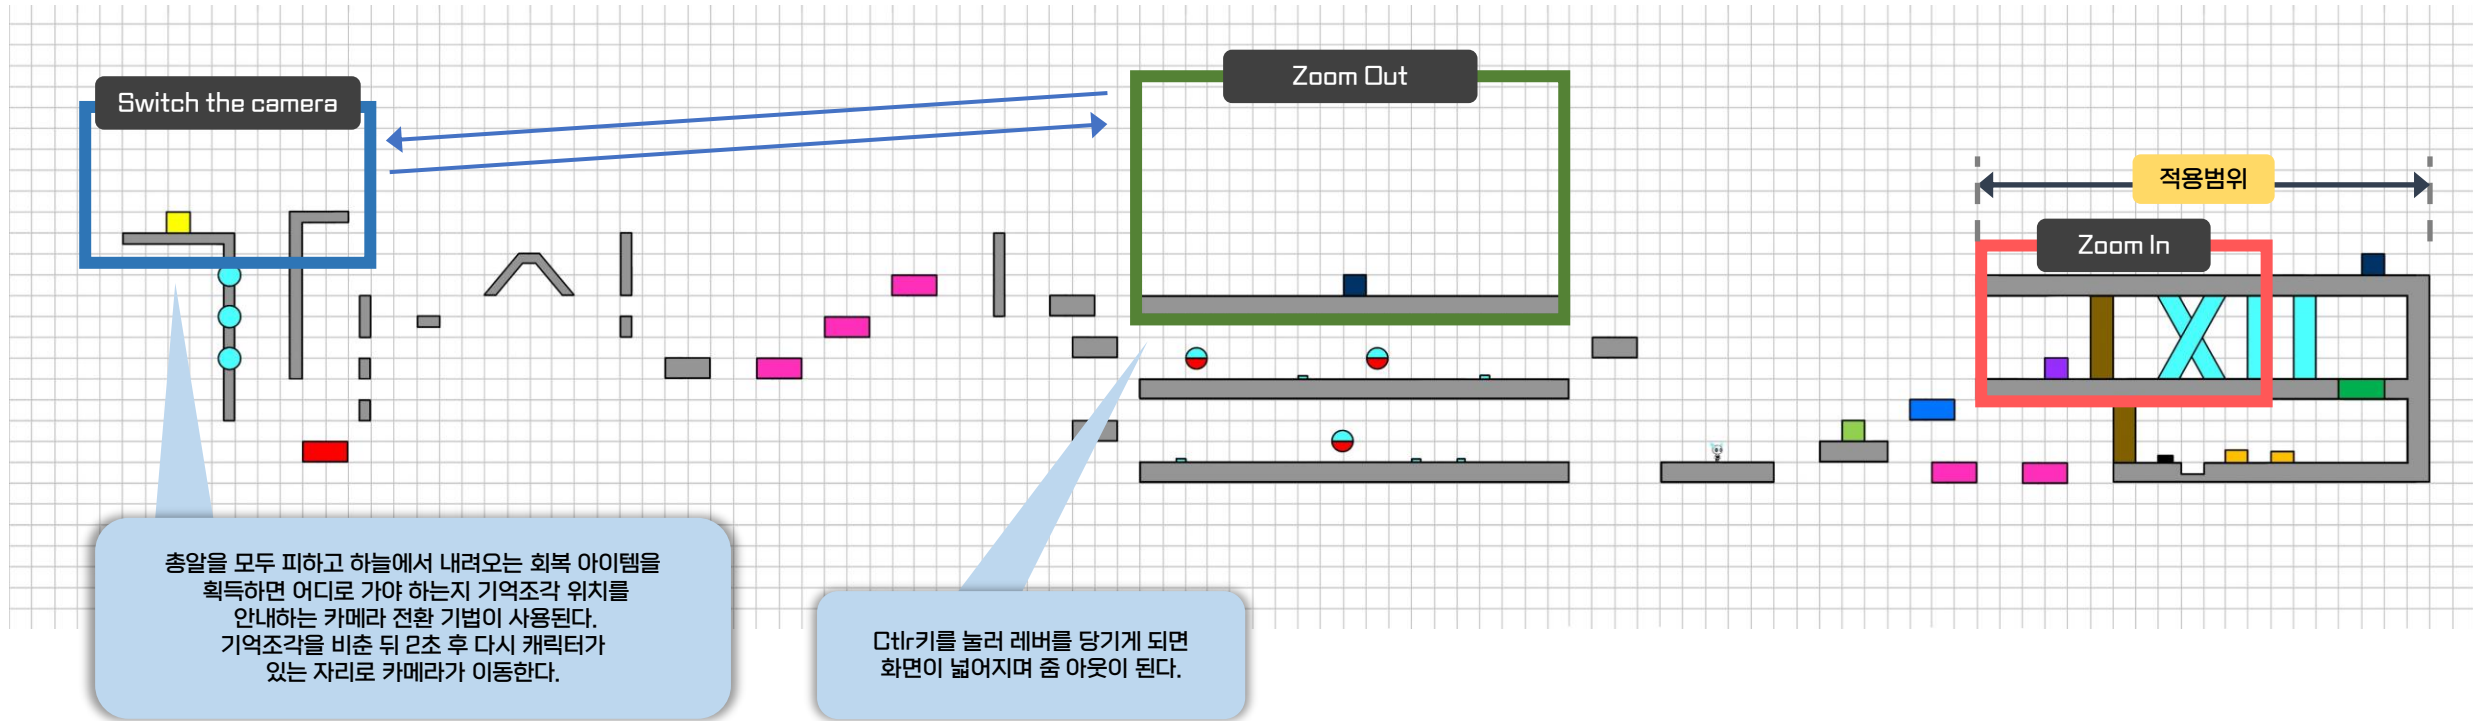 Switch the camera
Zoom Out
적용범위
Zoom In
총알을 모두 피하고 하늘에서 내려오는 회복 아이템을
획득하면 어디로 가야 하는지 기억조각 위치를
안내하는 카메라 전환 기법이 사용된다.
기억조각을 비춘 뒤 2초 후 다시 캐릭터가
있는 자리로 카메라가 이동한다.
Ctlr키를 눌러 레버를 당기게 되면
화면이 넓어지며 줌 아웃이 된다.